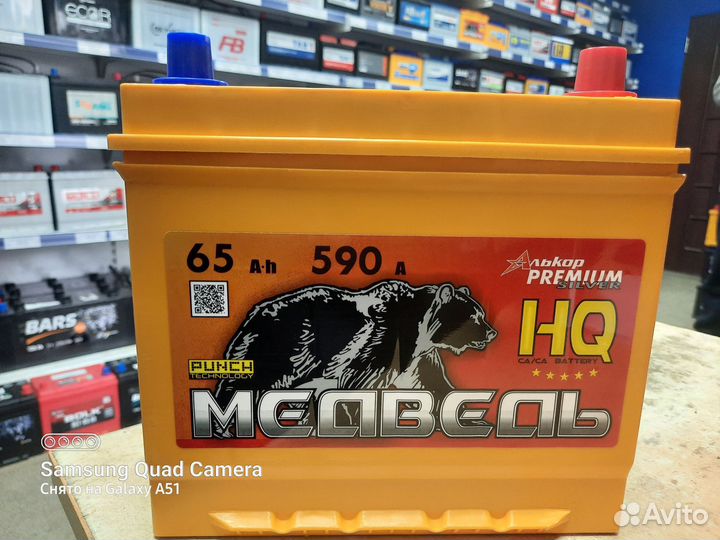 65 A·h 590 A
Алькор
PREMIUM
SILVER
HQ
CA/CA BATTERY
PUNCH
TECHNOLOGY
МЕДВЕДЬ
BARS
Samsung Quad Camera
Снято на Galaxy A51
Avito